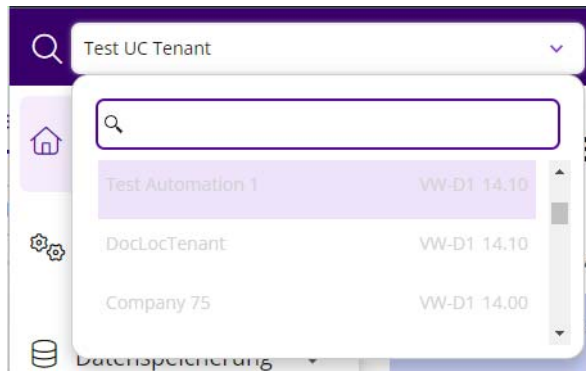 Test UC Tenant
Test Automation 1 VW-D1 14.10
DocLocTenant VW-D1 14.10
Company 75 VW-D1 14.00
Datenspeicherung